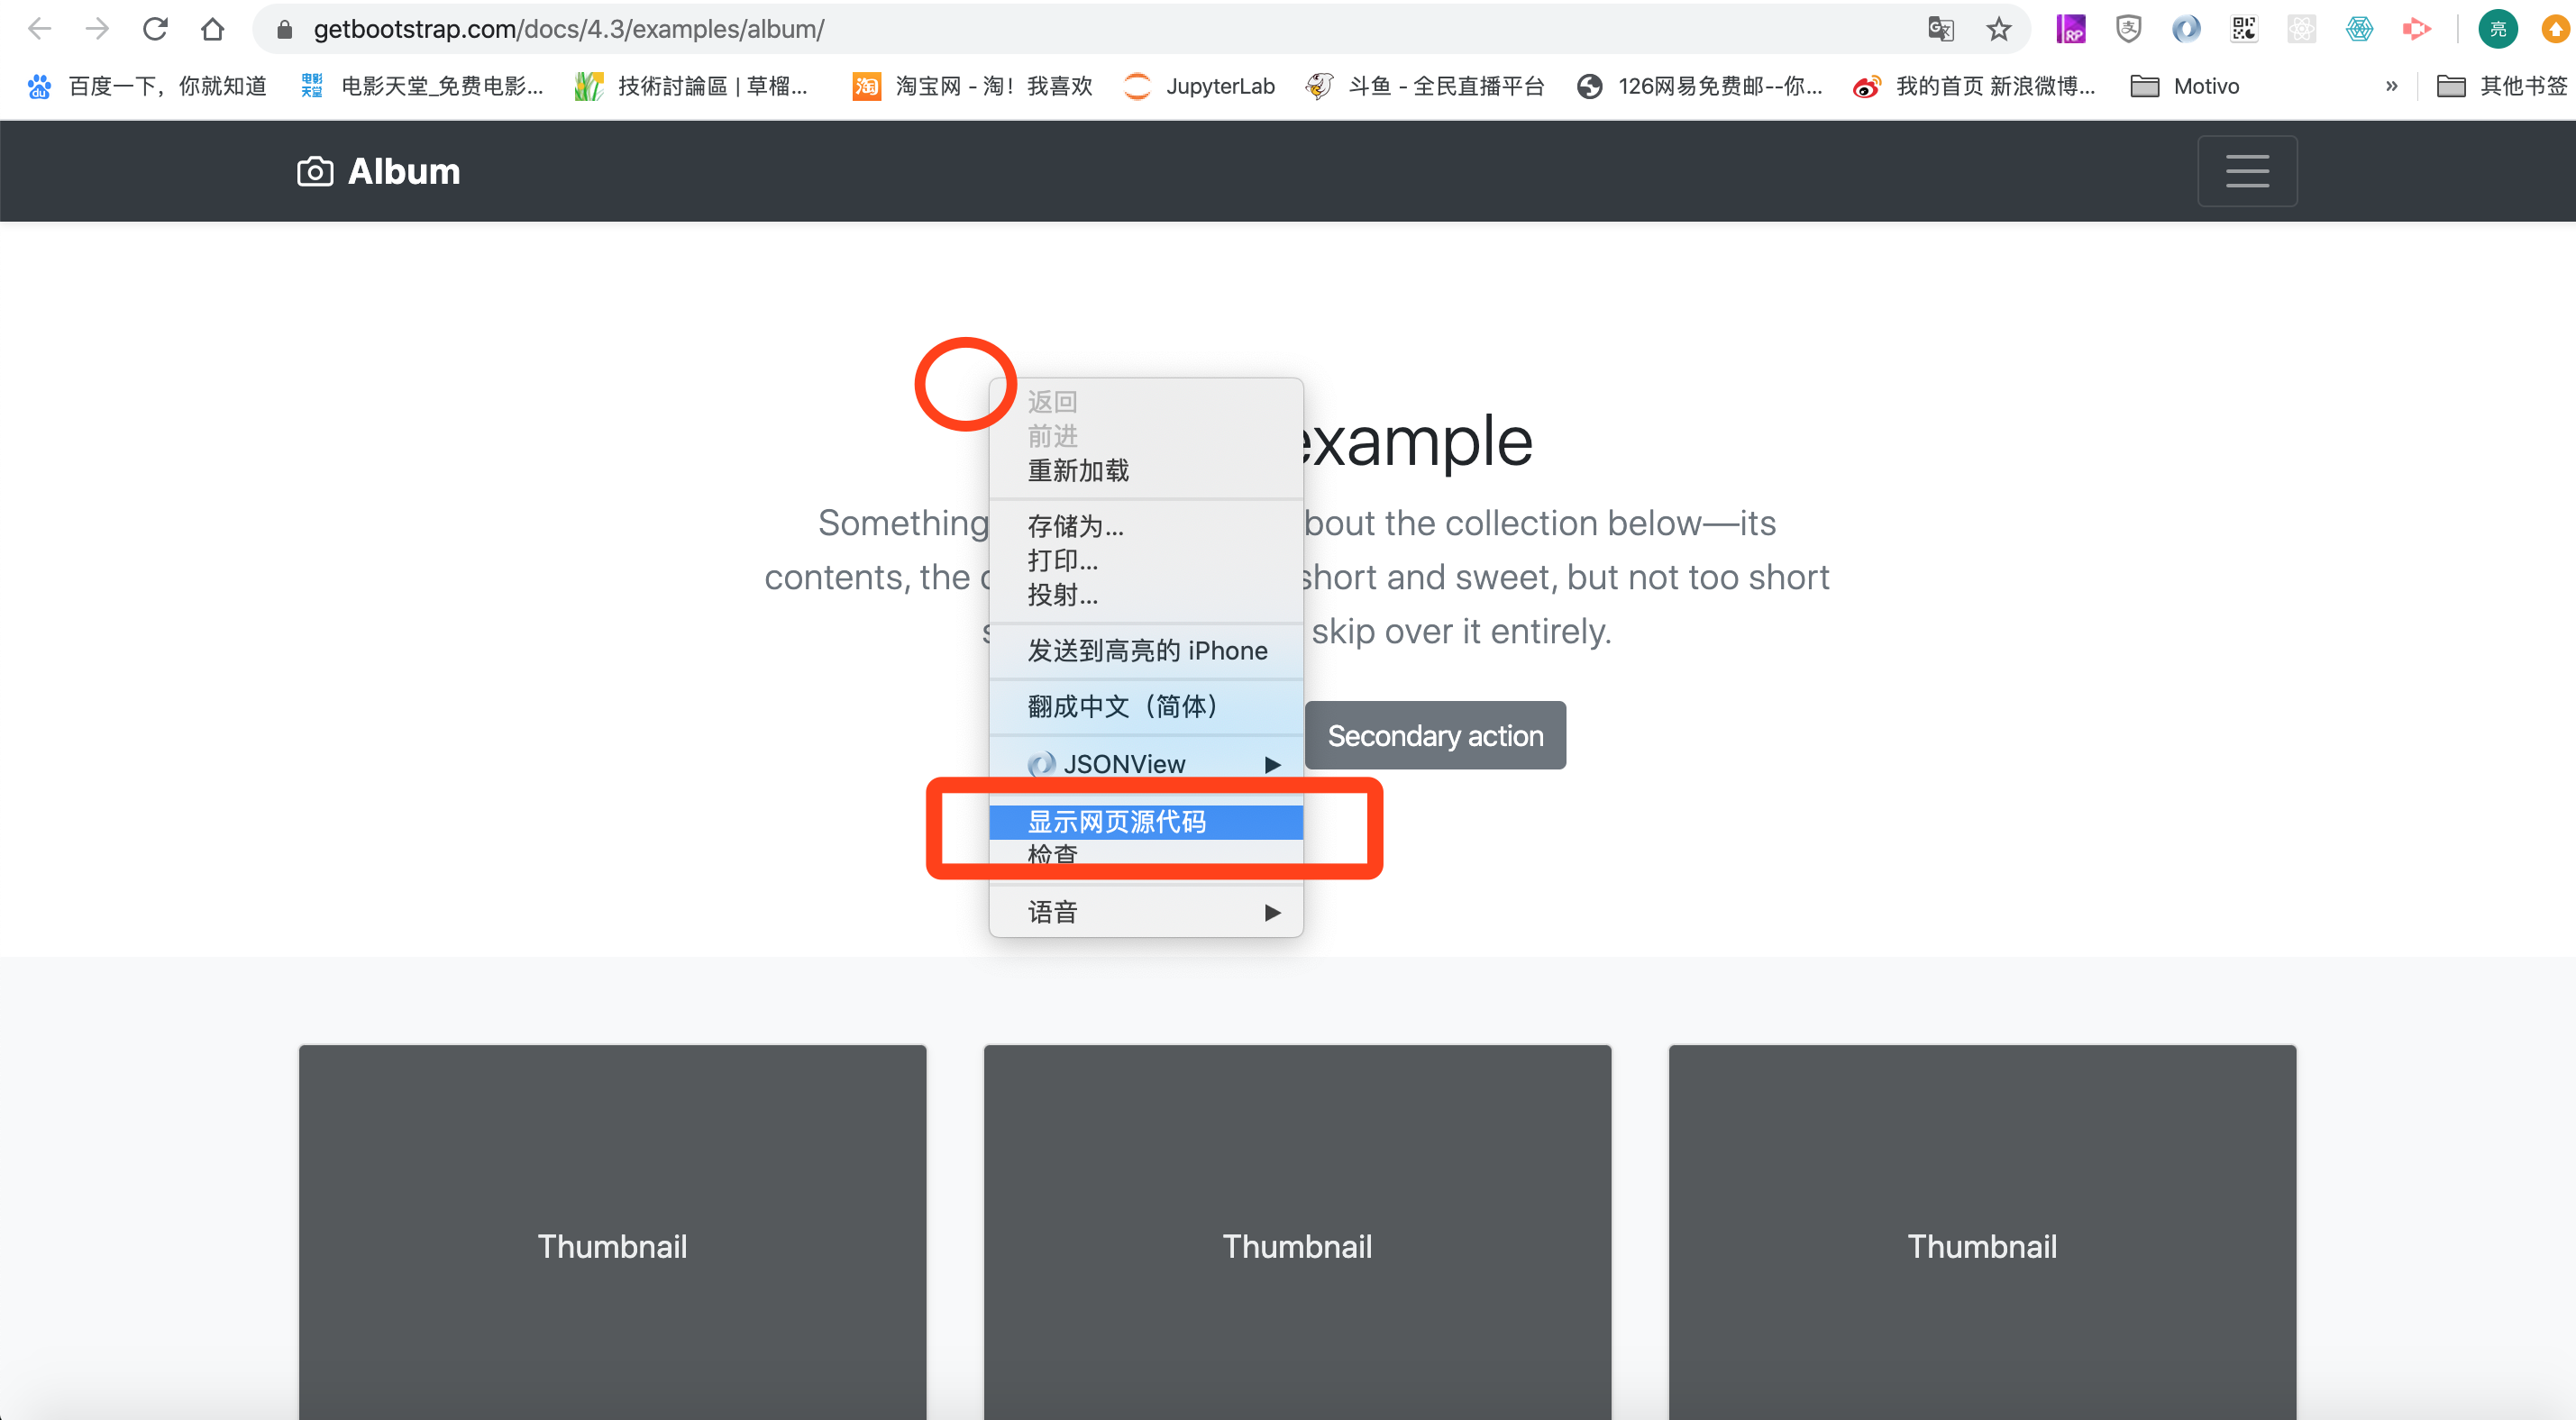 getbootstrap.com/docs/4.3/examples/album/
亮
百度一下，你就知道
电影天堂_免费电影...
技術討論區 | 草榴...
淘宝网 - 淘！我喜欢
JupyterLab
斗鱼 - 全民直播平台
126网易免费邮--你...
我的首页 新浪微博...
Motivo
»
其他书签
Album
返回
前进
重新加载
存储为...
打印...
投射...
发送到高亮的 iPhone
翻成中文（简体）
JSONView
显示网页源代码
检查
语音
example
Something bout the collection below—its
contents, the short and sweet, but not too short
s skip over it entirely.
Secondary action
Thumbnail
Thumbnail
Thumbnail